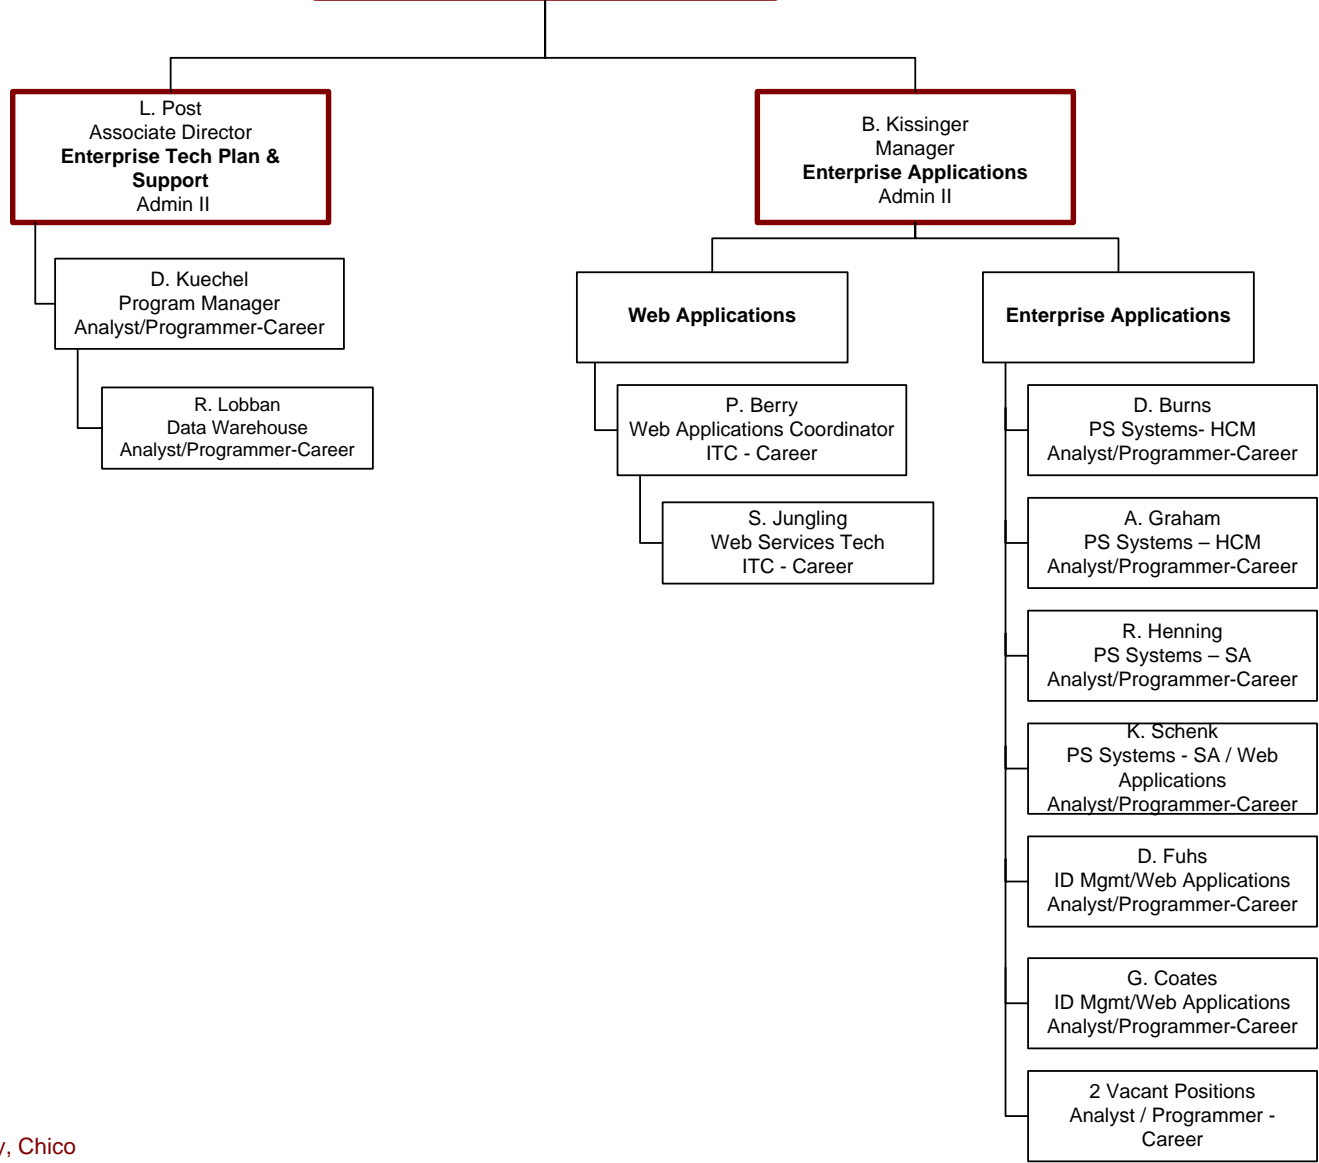 L. Post
Associate Director
Enterprise Tech Plan &
Support
Admin II
D. Kuechel
Program Manager
Analyst/Programmer-Career
R. Lobban
Data Warehouse
Analyst/Programmer-Career
B. Kissinger
Manager
Enterprise Applications
Admin II
Web Applications
P. Berry
Web Applications Coordinator
ITC - Career
S. Jungling
Web Services Tech
ITC - Career
Enterprise Applications
D. Burns
PS Systems- HCM
Analyst/Programmer-Career
A. Graham
PS Systems – HCM
Analyst/Programmer-Career
R. Henning
PS Systems – SA
Analyst/Programmer-Career
K. Schenk
PS Systems - SA / Web
Applications
Analyst/Programmer-Career
D. Fuhs
ID Mgmt/Web Applications
Analyst/Programmer-Career
G. Coates
ID Mgmt/Web Applications
Analyst/Programmer-Career
2 Vacant Positions
Analyst / Programmer -
Career
, Chico